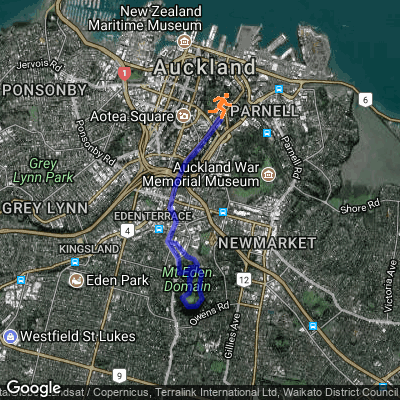 New Zealand
Maritime Museum
Jervois Rd
1
Auckland
PONSONBY
6
Aotea Square
PARNELL
Ponsonby Rd
Parnell Rd
Grey
Lynn Park
Auckland War
Memorial Museum
GREY LYNN
Shore Rd
EDEN TERRACE
4
KINGSLAND
NEWMARKET
Eden Park
Mt Eden
Domain
12
Victoria Ave
Owens Rd
Westfield St Lukes
Gillies Ave
9
Google
Landsat / Copernicus, Terralink International Ltd, Waikato District Council